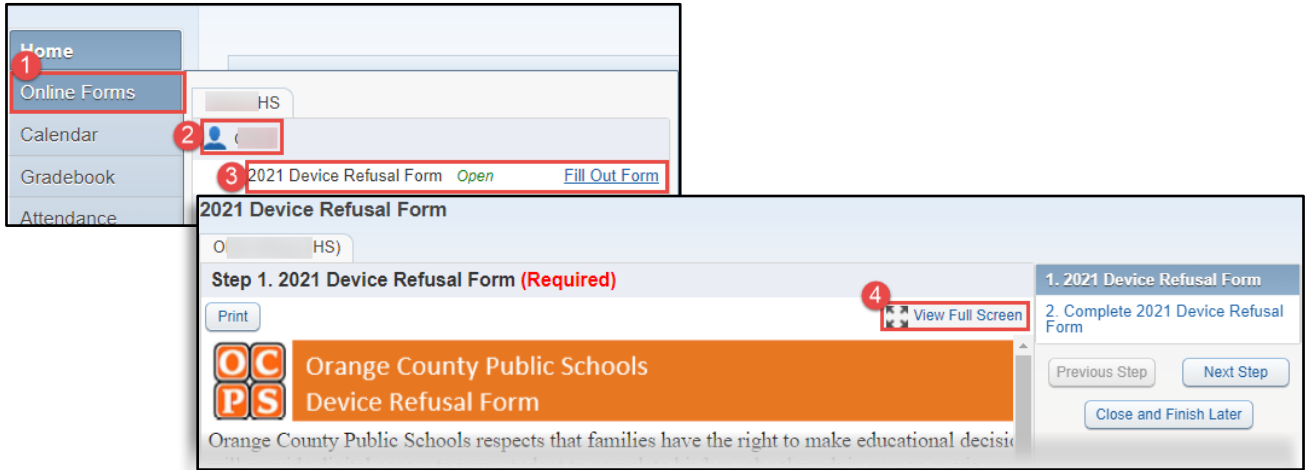 Home
1
Online Forms
HS
Calendar
2
Gradebook
3
2021 Device Refusal Form Open Fill Out Form
Attendance
2021 Device Refusal Form
O HS)
Step 1. 2021 Device Refusal Form (Required)
4
Print
View Full Screen
OC
PS
Orange County Public Schools
Device Refusal Form
Orange County Public Schools respects that families have the right to make educational
1. 2021 Device Refusal Form
2. Complete 2021 Device Refusal
Form
Previous Step
Next Step
Close and Finish Later